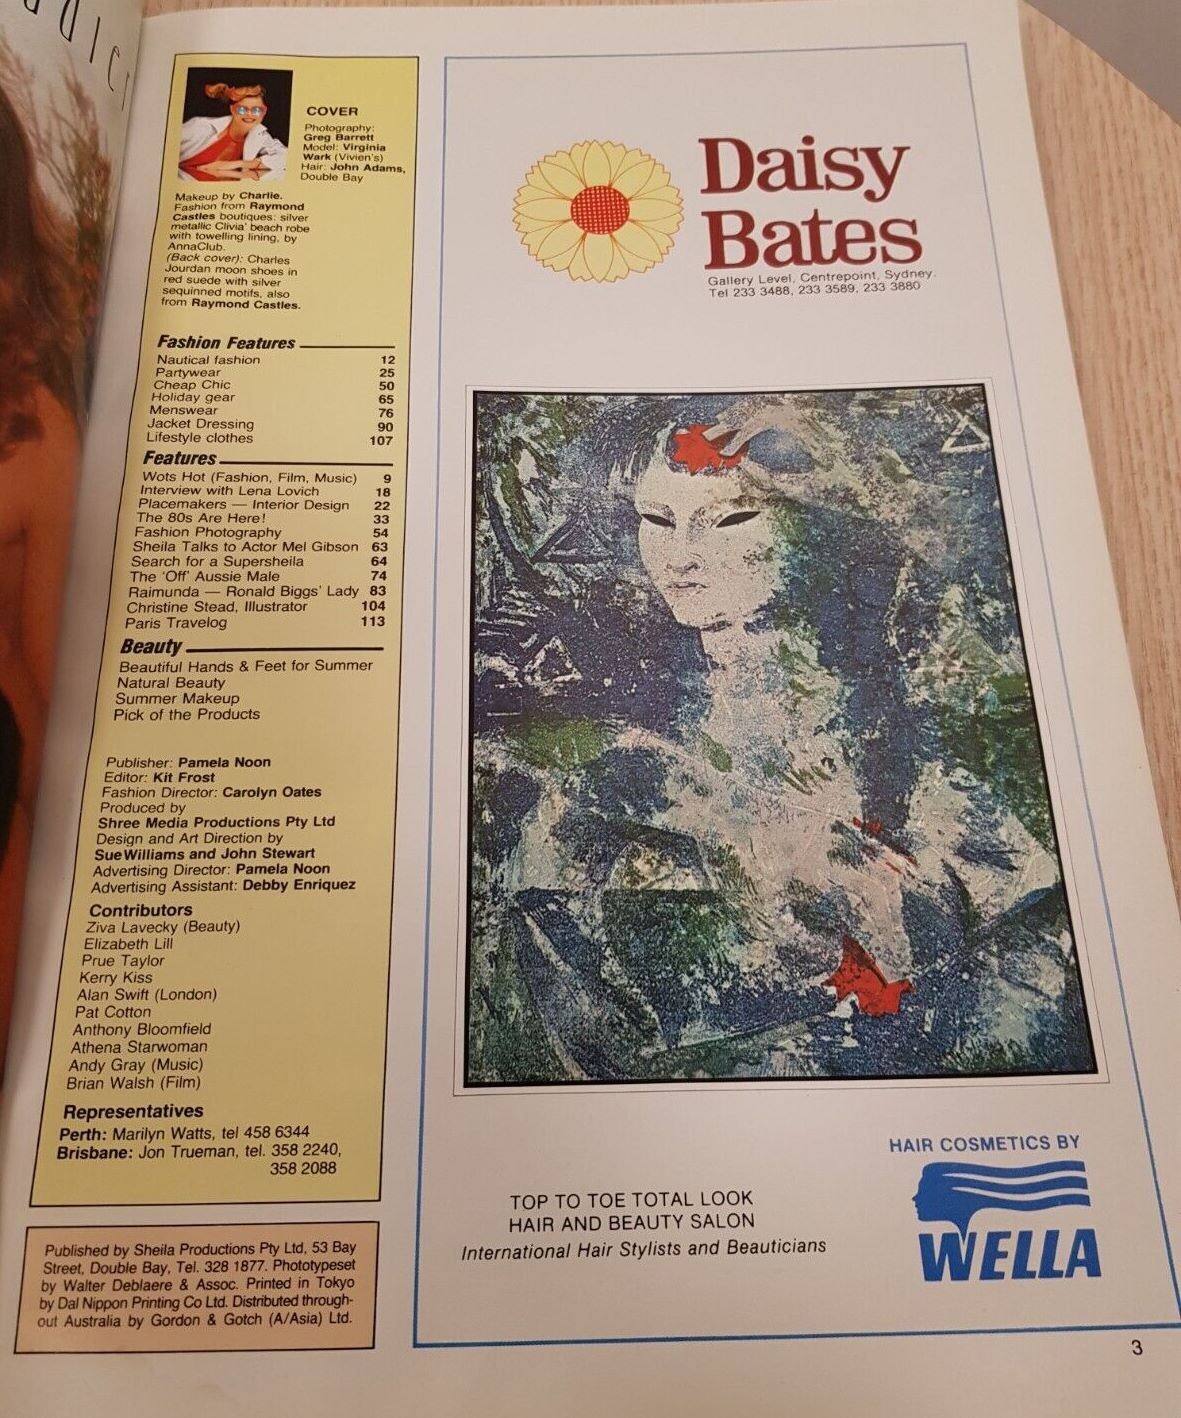 COVER
Photography:
Greg Barrett
Model: Virginia
Wark (Vivien's)
Hair: John Adams,
Double Bay
Makeup by Charlie.
Fashion from Raymond
Castles boutiques: silver
metallic Clivia' beach robe
with towelling lining, by
AnnaClub.
(Back cover): Charles
Jourdan moon shoes in
red suede with silver
sequinned motifs, also
from Raymond Castles.
Fashion Features
Nautical fashion 12
Partywear 25
Cheap Chic 50
Holiday gear 65
Menswear 76
Jacket Dressing 90
Lifestyle clothes 107
Features
Wots Hot (Fashion, Film, Music) 9
Interview with Lena Lovich 18
Placemakers — Interior Design 22
The 80s Are Here! 33
Fashion Photography 54
Sheila Talks to Actor Mel Gibson 63
Search for a Supersheila 64
The 'Off' Aussie Male 74
Raimunda — Ronald Biggs' Lady 83
Christine Stead, Illustrator 104
Paris Travelog 113
Beauty
Beautiful Hands & Feet for Summer
Natural Beauty
Summer Makeup
Pick of the Products
Publisher: Pamela Noon
Editor: Kit Frost
Fashion Director: Carolyn Oates
Produced by
Shree Media Productions Pty Ltd
Design and Art Direction by
Sue Williams and John Stewart
Advertising Director: Pamela Noon
Advertising Assistant: Debby Enriquez
Contributors
Ziva Lavecky (Beauty)
Elizabeth Lill
Prue Taylor
Kerry Kiss
Alan Swift (London)
Pat Cotton
Anthony Bloomfield
Athena Starwoman
Andy Gray (Music)
Brian Walsh (Film)
Representatives
Perth: Marilyn Watts, tel 458 6344
Brisbane: Jon Trueman, tel. 358 2240,
358 2088
Published by Sheila Productions Pty Ltd, 53 Bay
Street, Double Bay, Tel. 328 1877. Phototypeset
by Walter Deblaere & Assoc. Printed in Tokyo
by Dal Nippon Printing Co Ltd. Distributed through-
out Australia by Gordon & Gotch (A/Asia) Ltd.
Daisy
Bates
Gallery Level, Centrepoint, Sydney.
Tel 233 3488, 233 3589, 233 3880
HAIR COSMETICS BY
WELLA
TOP TO TOE TOTAL LOOK
HAIR AND BEAUTY SALON
International Hair Stylists and Beauticians
3